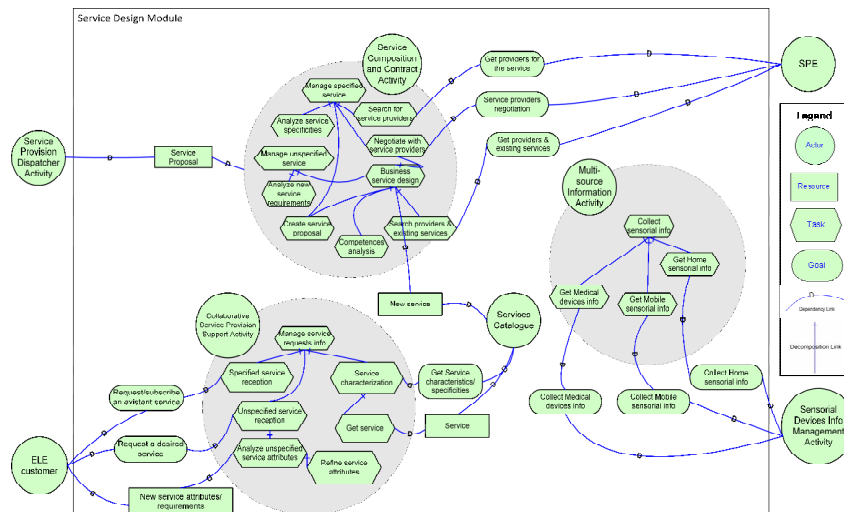 Service Design Module
Service
Composition
and Contract
Activity
Get providers for
the service
SPE
Manage specified
service
Search for
service providers
Service providers
negotiation
Legend
Analyze service
specificities
Service
Provision
Dispatcher
Activity
Service
Proposal
Negotiate with
service providers
Get providers &
existing services
Actor
Manage unspecified
service
Business
service design
Multi-
source
Information
Activity
Resource
Analyze new
service
requirements
Create service
proposal
Search providers &
existing services
Competences
analysis
Collect
sensorial info
Task
Get Home
sensorial info
Goal
Get Medical
devices info
Get Mobile
sensorial info
New service
Services
Catalogue
Dependency Link
Collaborative
Service Provision
Support Activity
Manage service
requests info
Decomposition Link
Specified service
reception
Service
characterization
Get Service
characteristics/
specificities
Collect Home
sensorial info
Request/subscribe
an existant service
Collect Medical
devices info
Collect Mobile
sensorial info
Unspecified service
reception
Get service
Service
Sensorial
Devices Info
Management
Activity
Request a desired
service
ELE
customer
Analyze unspecified
service attributes
Refine service
attributes
New service attributes/
requirements